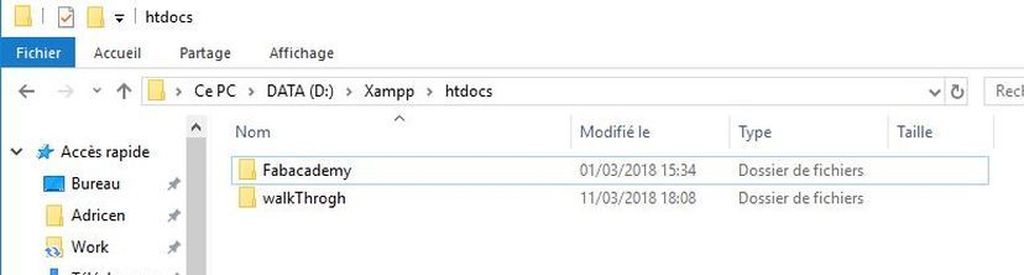 htdocs
Fichier Accueil Partage Affichage
Ce PC DATA (D:) Xampp htdocs
Nom Modifié le Type Taille
Accès rapide
Fabacademy 01/03/2018 15:34 Dossier de fichiers
Bureau
walkThrogh 11/03/2018 18:08 Dossier de fichiers
Adricen
Work